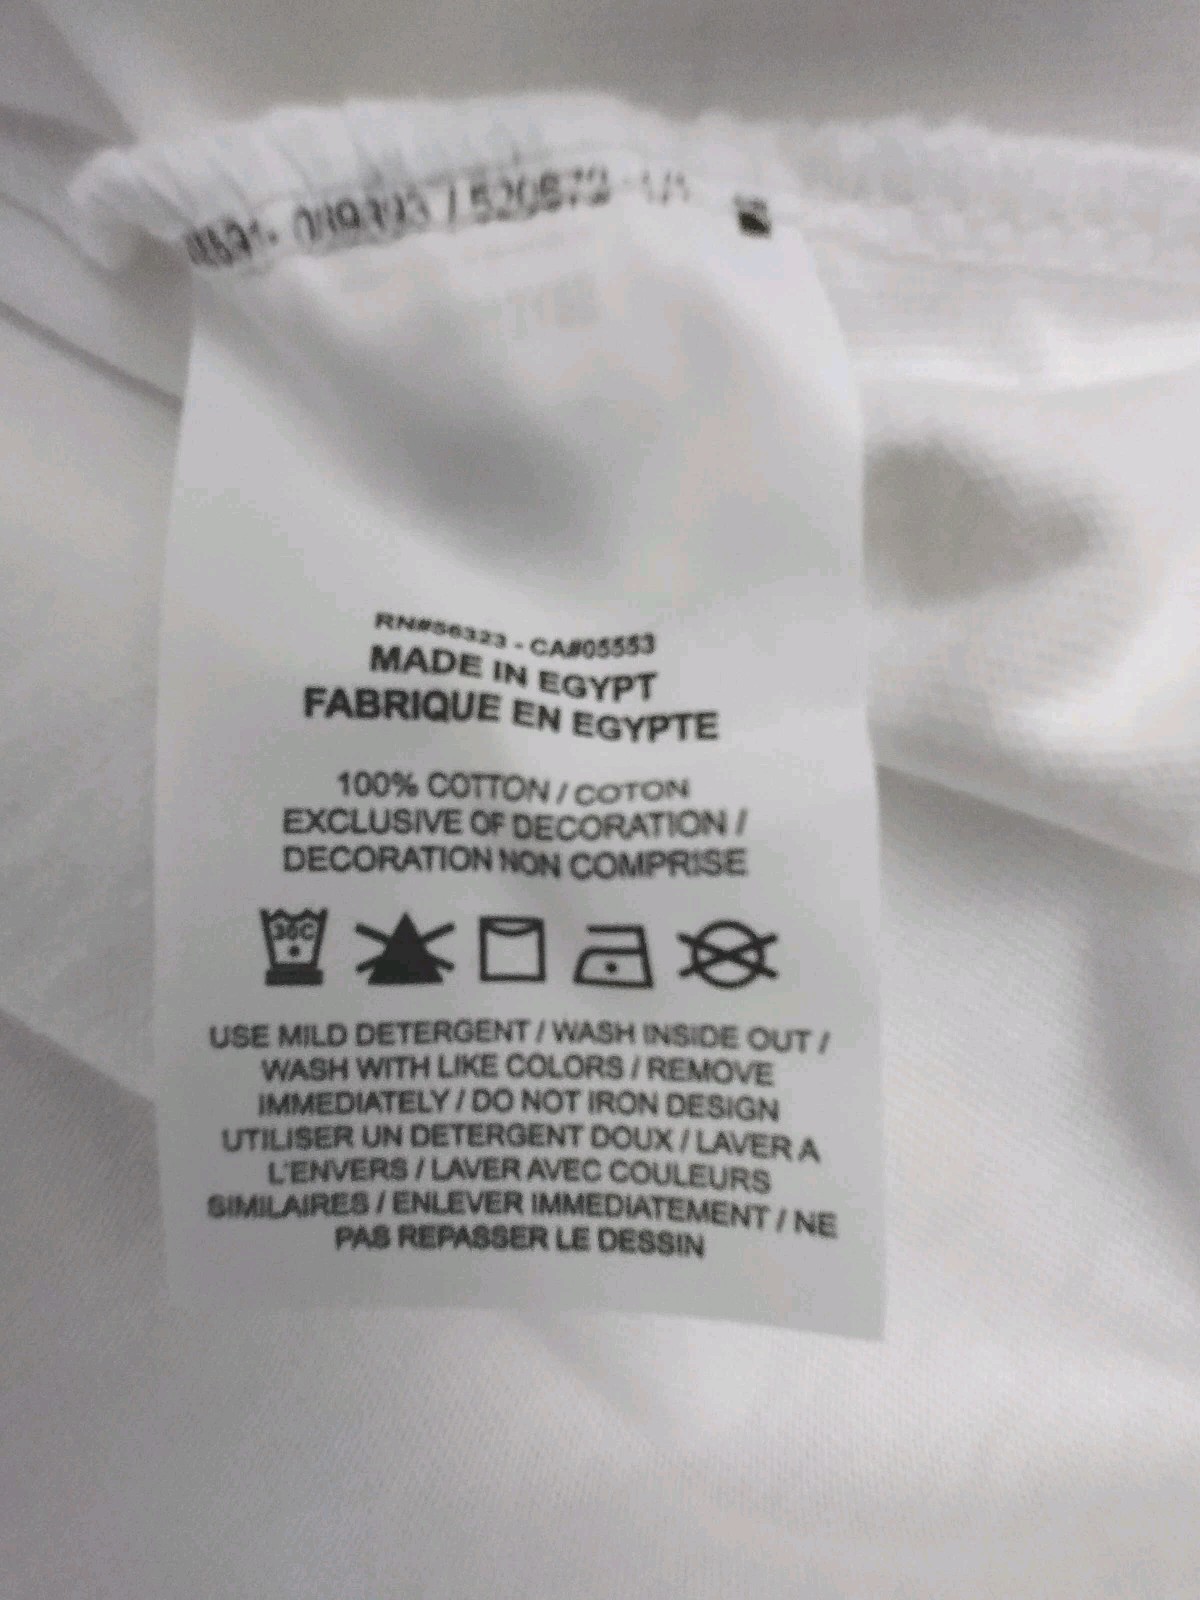 RN#56323 - CA#05553
MADE IN EGYPT
FABRIQUE EN EGYPTE
100% COTTON / COTON
EXCLUSIVE OF DECORATION /
DECORATION NON COMPRISE
30C
USE MILD DETERGENT / WASH INSIDE OUT /
WASH WITH LIKE COLORS / REMOVE
IMMEDIATELY / DO NOT IRON DESIGN
UTILISER UN DETERGENT DOUX / LAVER A
L'ENVERS / LAVER AVEC COULEURS
SIMILAIRES / ENLEVER IMMEDIATEMENT / NE
PAS REPASSER LE DESSIN